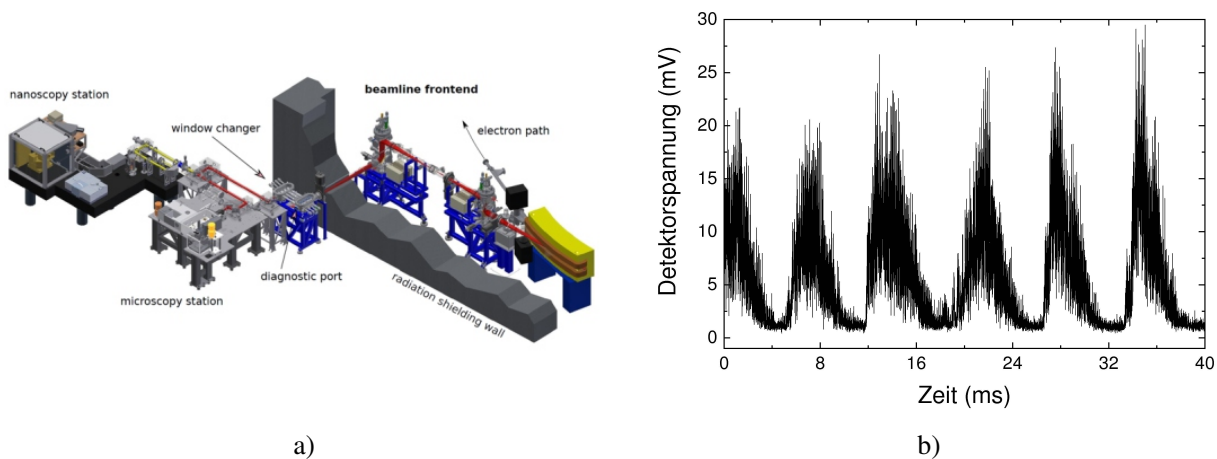 nanoscopy station
window changer
beamline frontend
electron path
diagnostic port
microscopy station
radiation shielding wall
a)
30
25
20
15
10
5
0
Detektorspannung (mV)
0 8 16 24 32 40
Zeit (ms)
b)